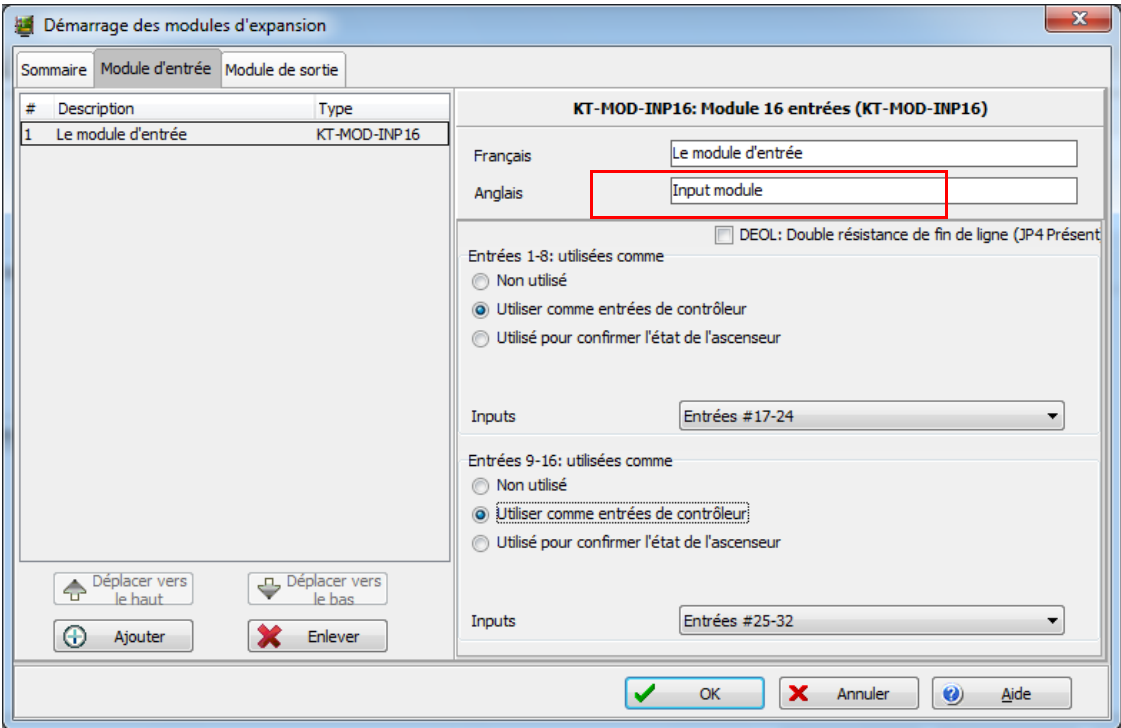 Démarrage des modules d'expansion
Sommaire Module d'entrée Module de sortie
# Description Type
1 Le module d'entrée KT-MOD-INP16
KT-MOD-INP16: Module 16 entrées (KT-MOD-INP16)
Français Le module d'entrée
Anglais Input module
DEOL: Double résistance de fin de ligne (JP4 Présent
Entrées 1-8: utilisées comme
Non utilisé
Utiliser comme entrées de contrôleur
Utilisé pour confirmer l'état de l'ascenseur
Inputs Entrées #17-24
Entrées 9-16: utilisées comme
Non utilisé
Utiliser comme entrées de contrôleur
Utilisé pour confirmer l'état de l'ascenseur
Inputs Entrées #25-32
Déplacer vers
le haut
Déplacer vers
le bas
Ajouter Enlever
OK Annuler Aide